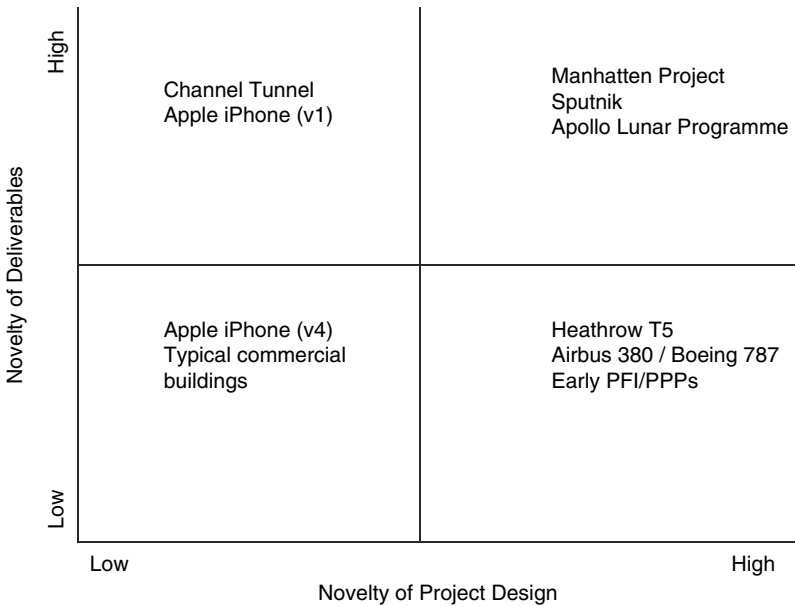 High
Novelty of Deliverables
Low
Channel Tunnel
Apple iPhone (v1)
Manhatten Project
Sputnik
Apollo Lunar Programme
Apple iPhone (v4)
Typical commercial
buildings
Heathrow T5
Airbus 380 / Boeing 787
Early PFI/PPPs
Low
High
Novelty of Project Design